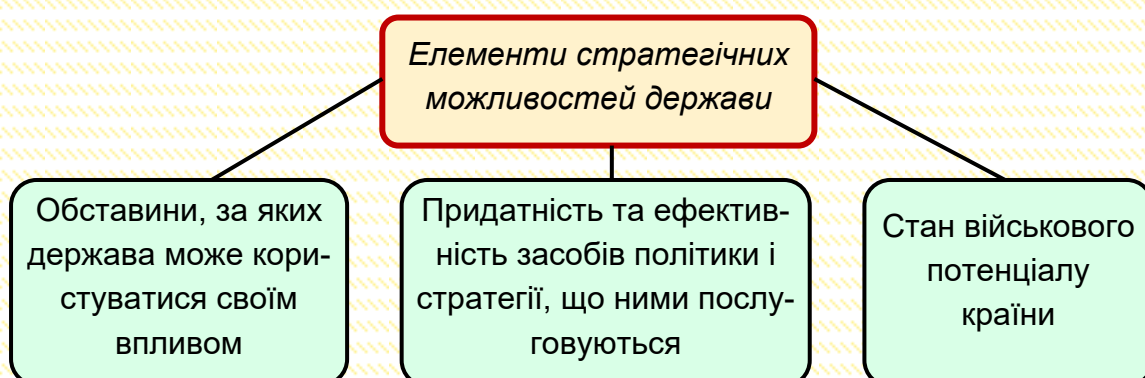 Елементи стратегічних
можливостей держави
Обставини, за яких
держава може кори-
стуватися своїм
впливом
Придатність та ефектив-
ність засобів політики і
стратегії, що ними послу-
говуються
Стан військового
потенціалу
країни